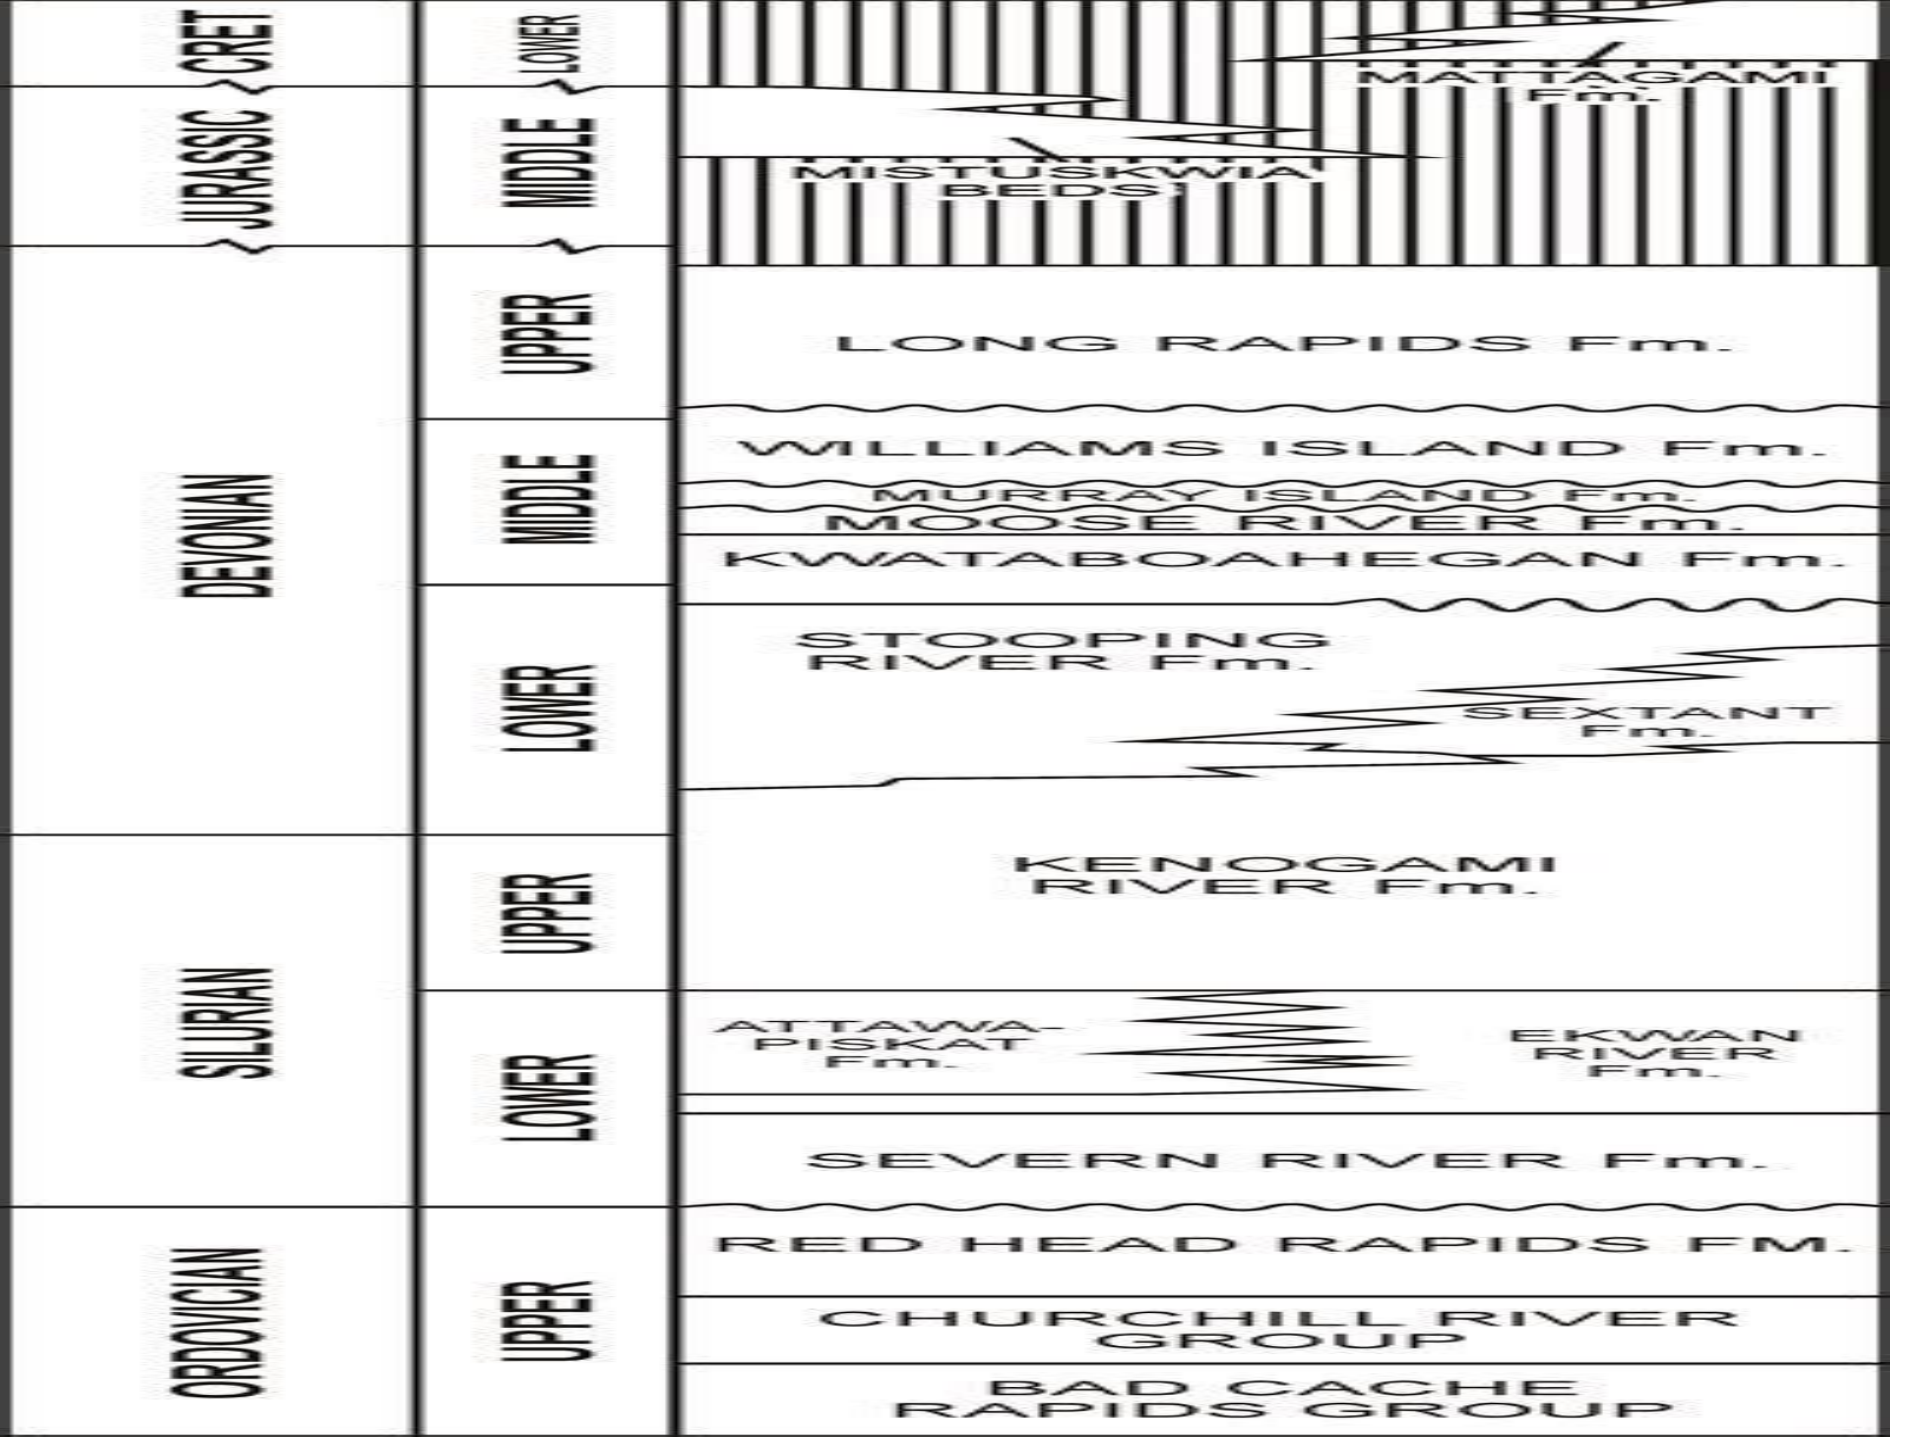 CRET
LOWER
MATTAGAMI
Fm.
JURASSIC
MIDDLE
MISTUSKWIA
BEDS
DEVONIAN
UPPER
LONG RAPIDS Fm.
MIDDLE
WILLIAMS ISLAND Fm.
MURRAY ISLAND Fm.
MOOSE RIVER Fm.
KWATABOAHEGAN Fm.
LOWER
STOOPING
RIVER Fm.
SEXTANT
Fm.
SILURIAN
UPPER
KENOGAMI
RIVER Fm.
LOWER
ATTAWA-
PISKAT
Fm.
EKWAN
RIVER
Fm.
SEVERN RIVER Fm.
ORDOVICIAN
UPPER
RED HEAD RAPIDS FM.
CHURCHILL RIVER
GROUP
BAD CACHE
RAPIDS GROUP